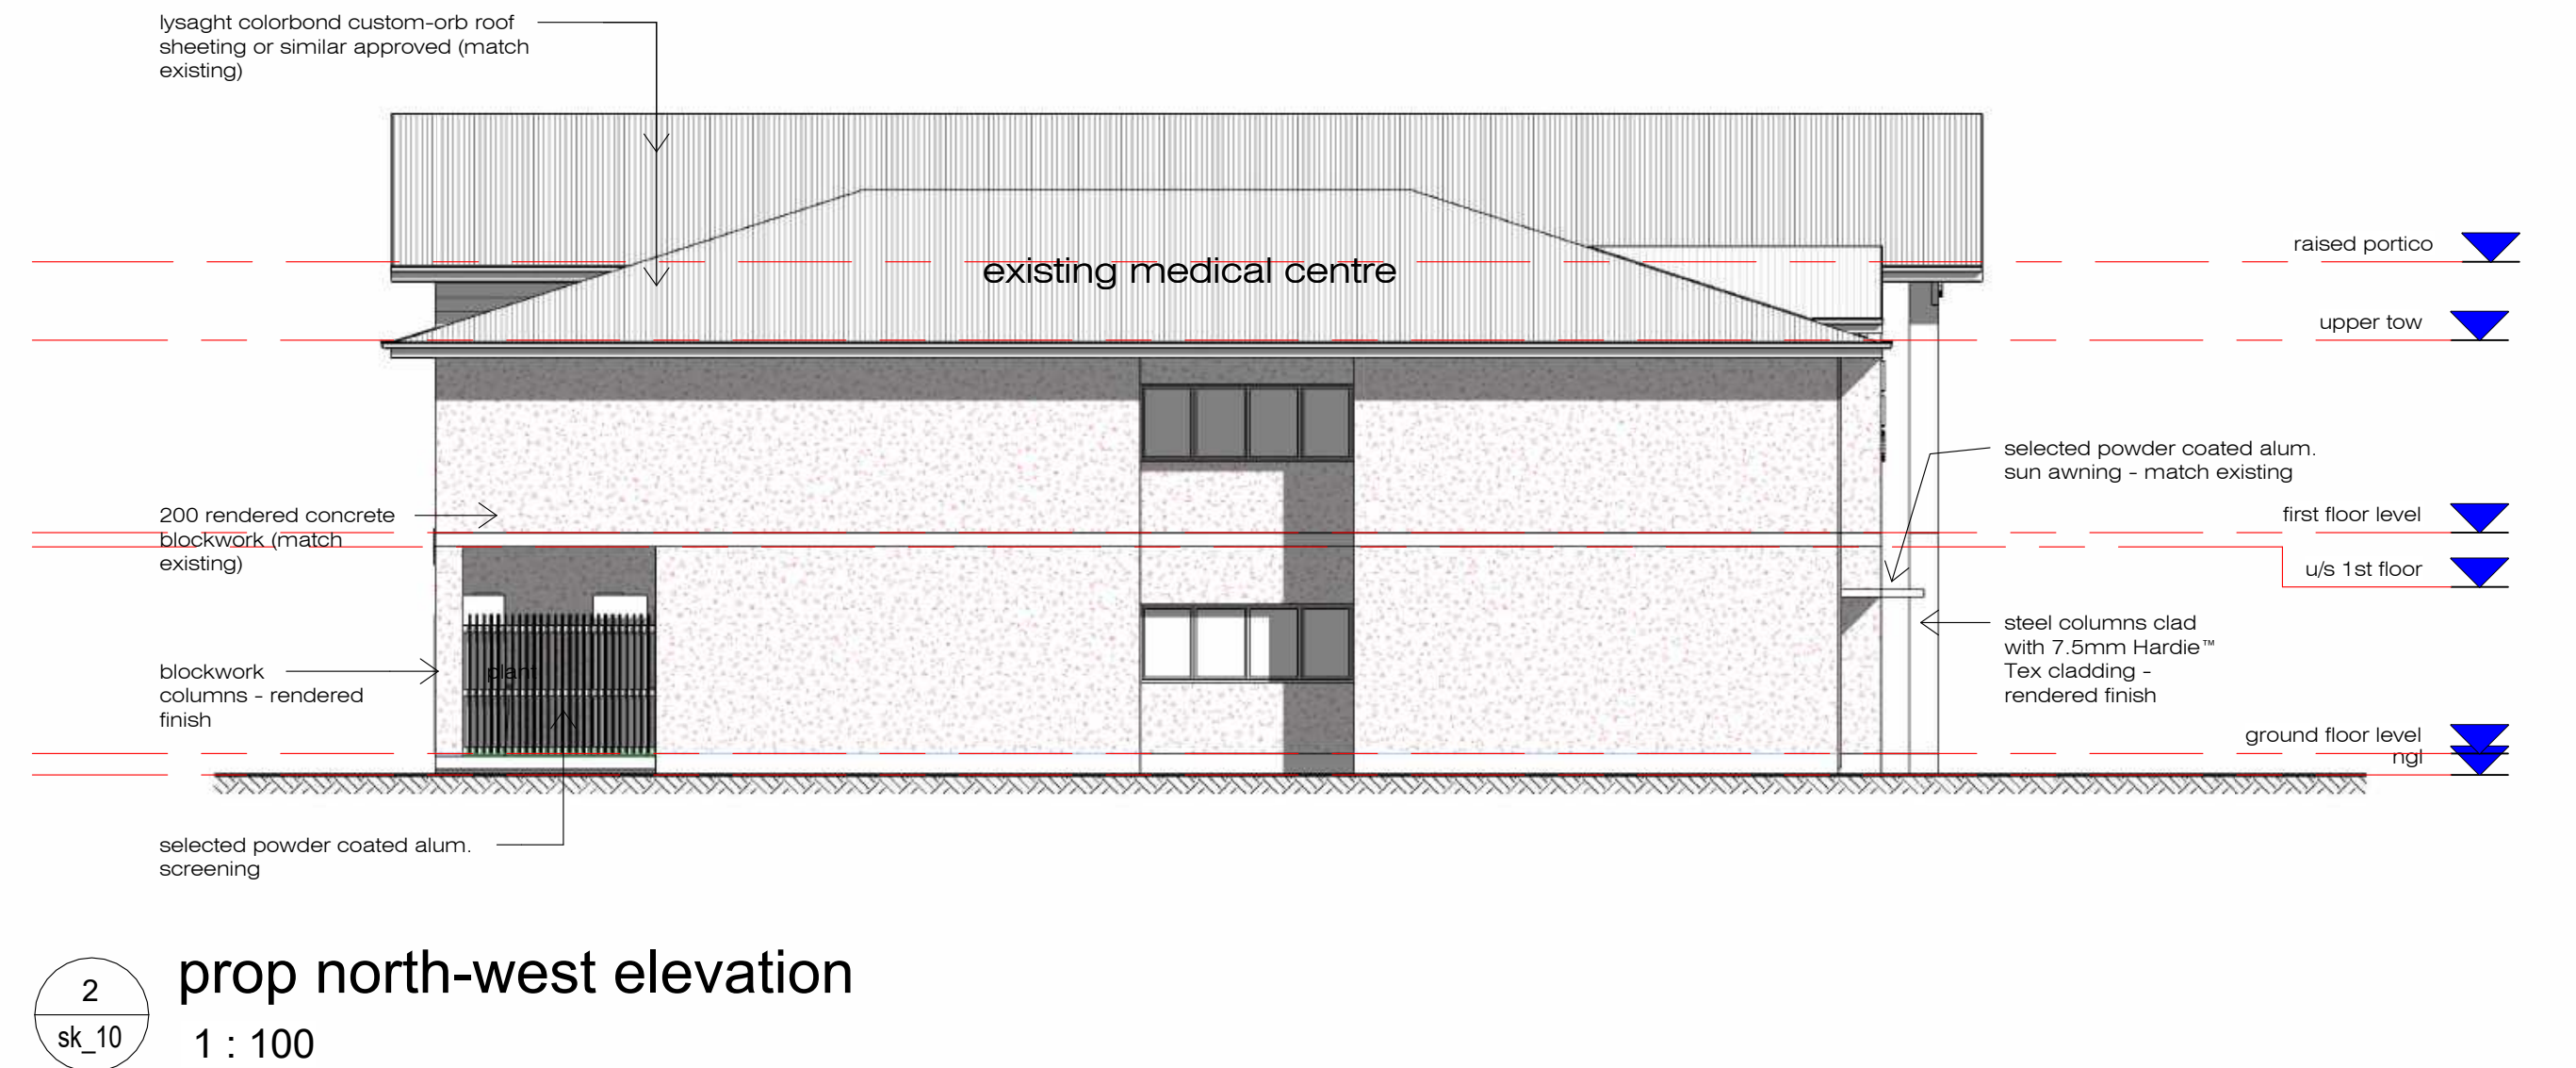 lysaght colorbond custom-orb roof
sheeting or similar approved (match
existing)
existing medical centre
raised portico
upper tow
selected powder coated alum.
sun awning - match existing
200 rendered concrete
blockwork (match
existing)
first floor level
u/s 1st floor
steel columns clad
with 7.5mm Hardie™
Tex cladding -
rendered finish
blockwork
columns - rendered
finish
plant
ground floor level
ngl
selected powder coated alum.
screening
2
sk_10
prop north-west elevation
1 : 100